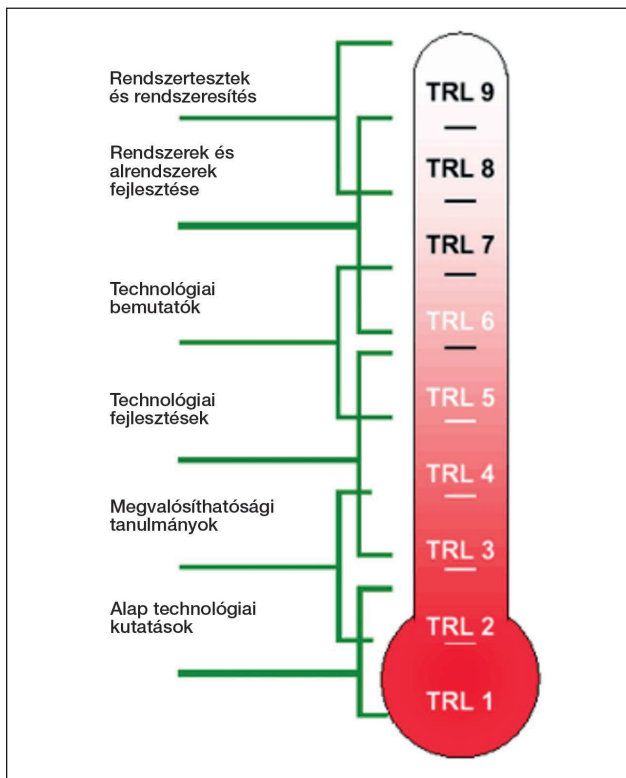 Rendszertesztek
és rendszeresítés
Rendszerek és
alrendszerek
fejlesztése
Technológiai
bemutatók
Technológiai
fejlesztések
Megvalósíthatósági
tanulmányok
Alap technológiai
kutatások
TRL 9
TRL 8
TRL 7
TRL 6
TRL 5
TRL 4
TRL 3
TRL 2
TRL 1